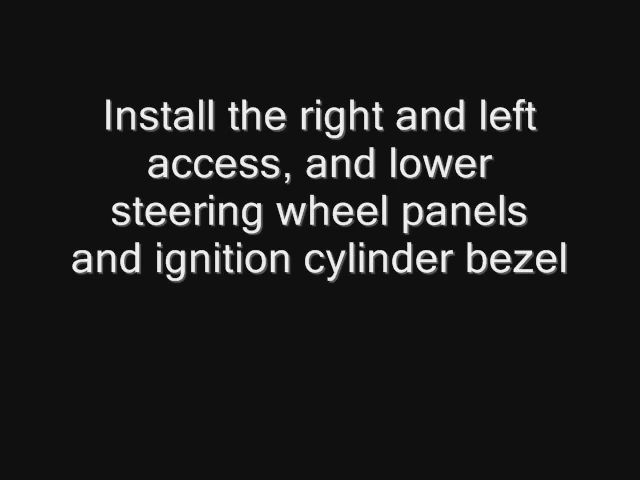 Install the right and left
access, and lower
steering wheel panels
and ignition cylinder bezel